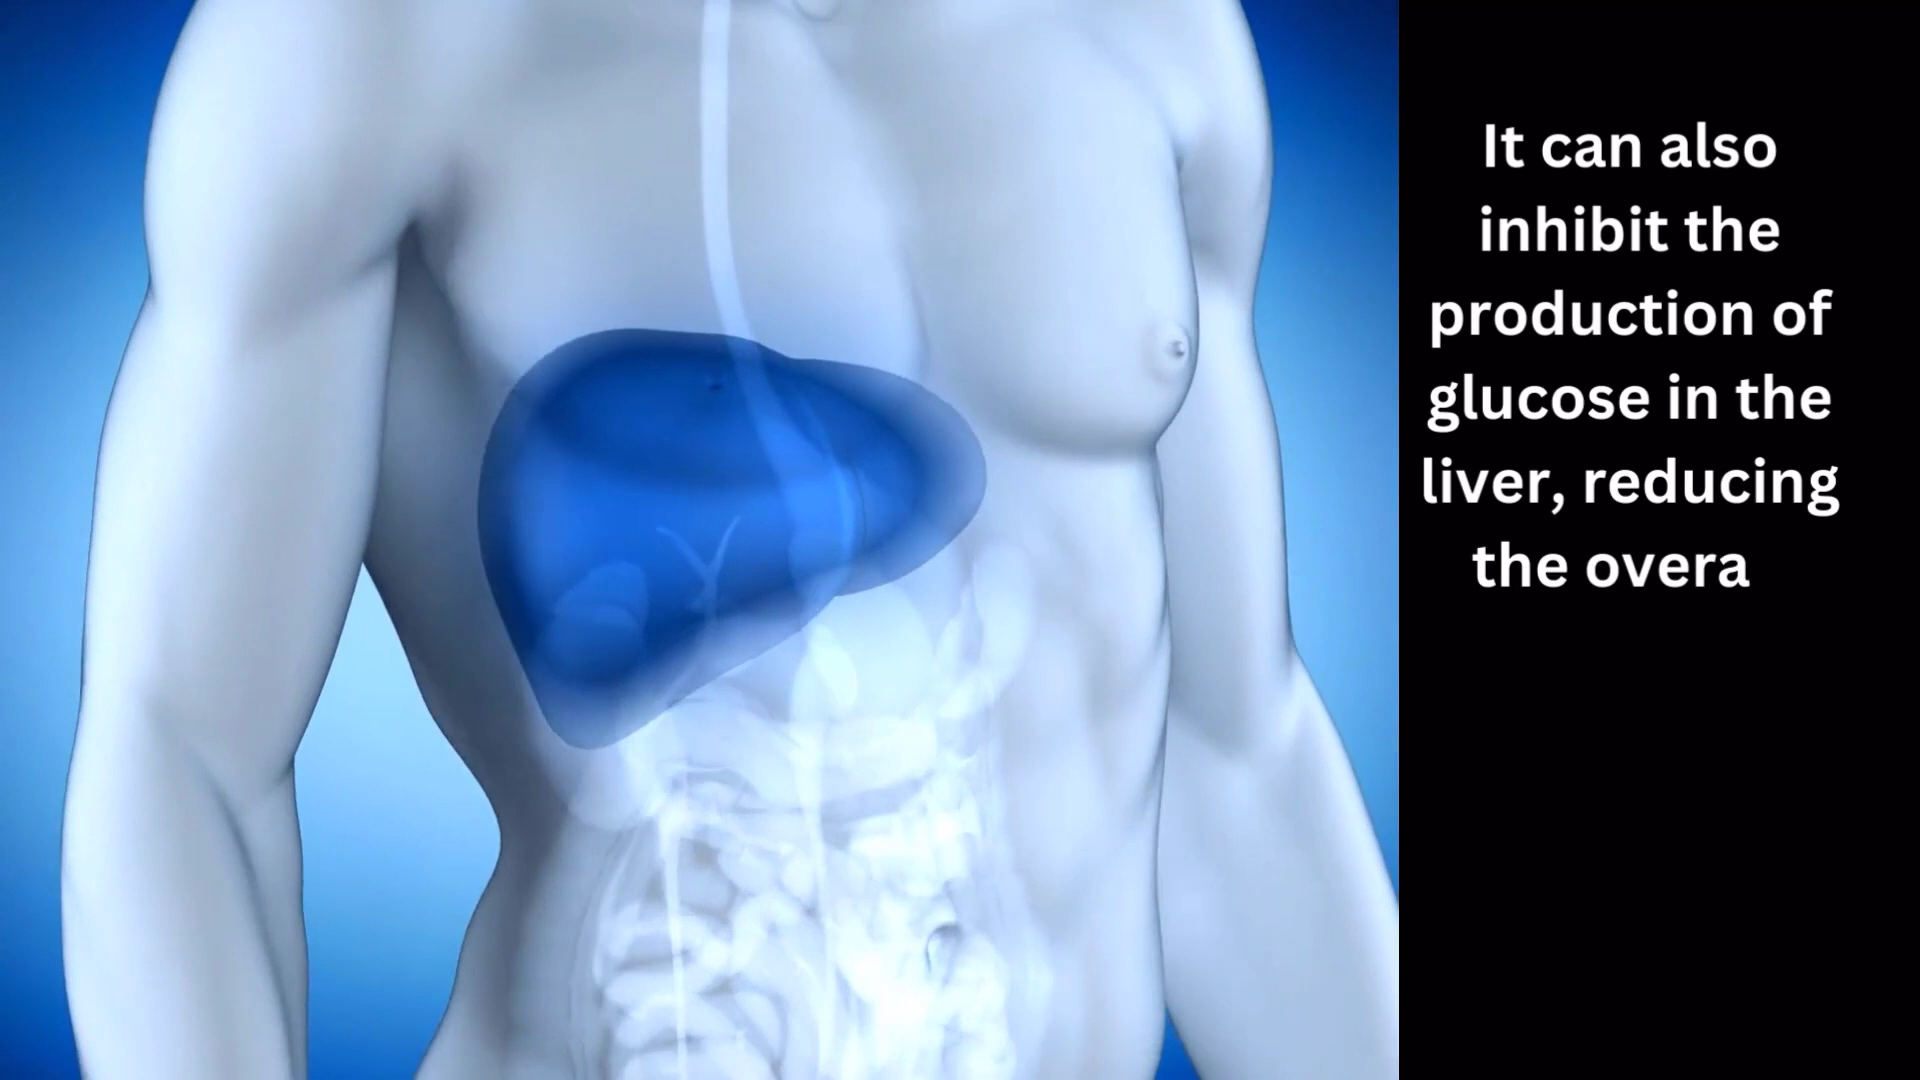 It can also
inhibit the
production of
glucose in the
liver, reducing
the overa